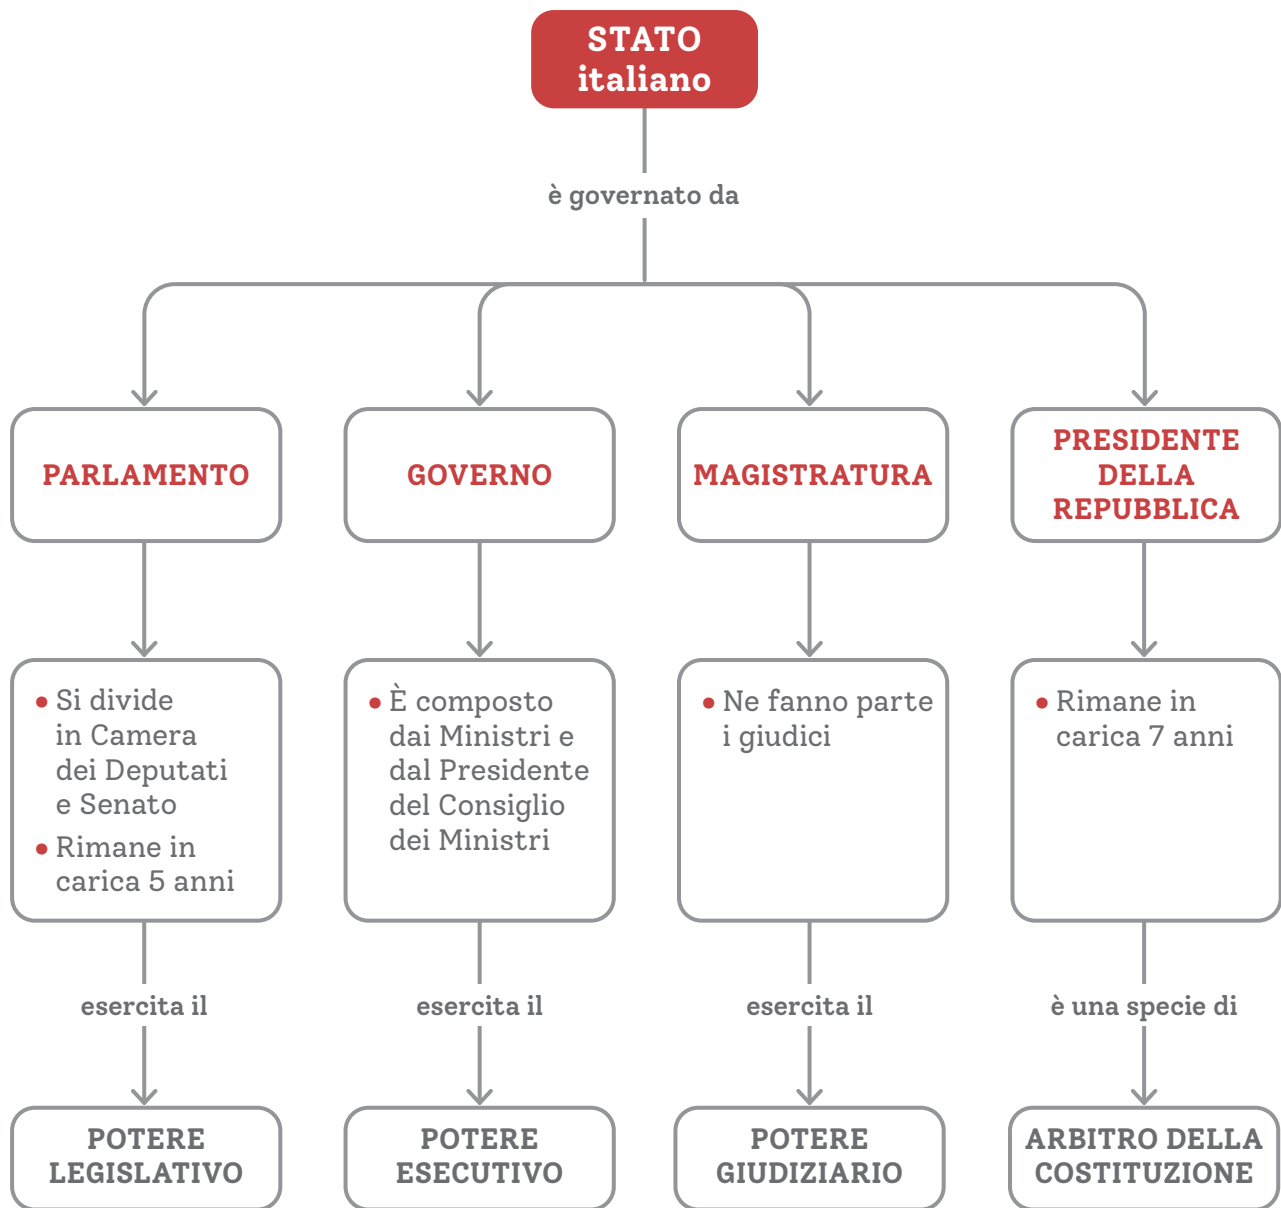 STATO
italiano
è governato da
PARLAMENTO
GOVERNO
MAGISTRATURA
PRESIDENTE
DELLA
REPUBBLICA
• Si divide
in Camera
dei Deputati
e Senato
• Rimane in
carica 5 anni
• È composto
dai Ministri e
dal Presidente
del Consiglio
dei Ministri
• Ne fanno parte
i giudici
• Rimane in
carica 7 anni
esercita il
esercita il
esercita il
è una specie di
POTERE
LEGISLATIVO
POTERE
ESECUTIVO
POTERE
GIUDIZIARIO
ARBITRO DELLA
COSTITUZIONE